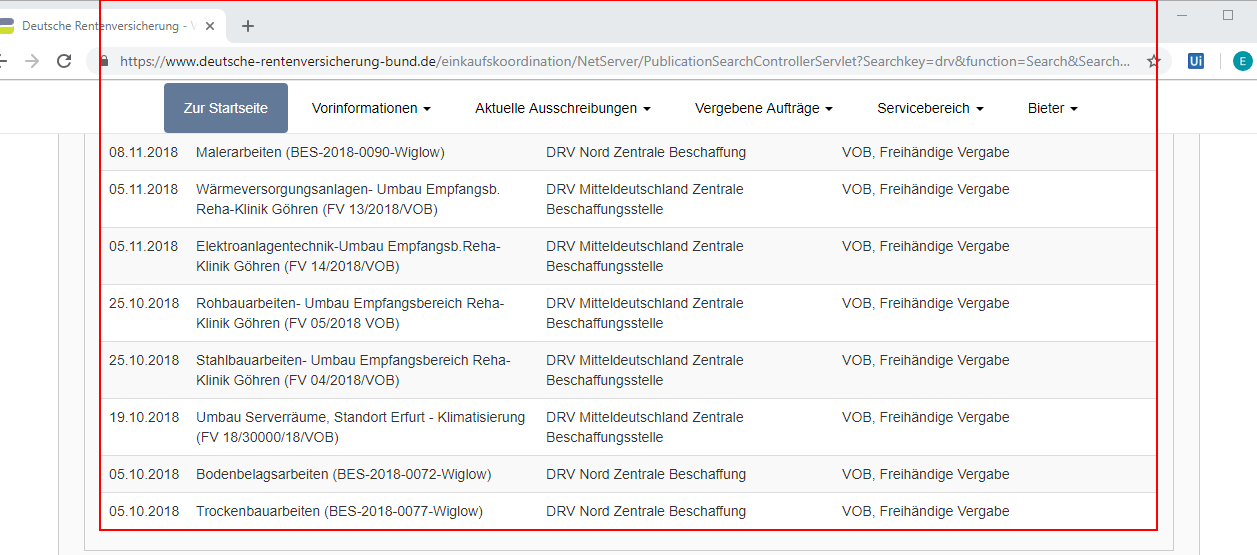 Deutsche Rentenversicherung - V
https://www.deutsche-rentenversicherung-bund.de/einkaufskoordination/NetServer/PublicationSearchControllerServlet?Searchkey=drv&function=Search&Search...
Ui
E
Zur Startseite Vorinformationen Aktuelle Ausschreibungen Vergebene Aufträge Servicebereich Bieter
08.11.2018 Malerarbeiten (BES-2018-0090-Wiglow) DRV Nord Zentrale Beschaffung VOB, Freihändige Vergabe
05.11.2018 Wärmeversorgungsanlagen- Umbau Empfangsb. DRV Mitteldeutschland Zentrale VOB, Freihändige Vergabe
Reha-Klinik Göhren (FV 13/2018/VOB) Beschaffungsstelle
05.11.2018 Elektroanlagentechnik-Umbau Empfangsb.Reha- DRV Mitteldeutschland Zentrale VOB, Freihändige Vergabe
Klinik Göhren (FV 14/2018/VOB) Beschaffungsstelle
25.10.2018 Rohbauarbeiten- Umbau Empfangsbereich Reha- DRV Mitteldeutschland Zentrale VOB, Freihändige Vergabe
Klinik Göhren (FV 05/2018 VOB) Beschaffungsstelle
25.10.2018 Stahlbauarbeiten- Umbau Empfangsbereich Reha- DRV Mitteldeutschland Zentrale VOB, Freihändige Vergabe
Klinik Göhren (FV 04/2018/VOB) Beschaffungsstelle
19.10.2018 Umbau Serverräume, Standort Erfurt - Klimatisierung DRV Mitteldeutschland Zentrale VOB, Freihändige Vergabe
(FV 18/30000/18/VOB) Beschaffungsstelle
05.10.2018 Bodenbelagsarbeiten (BES-2018-0072-Wiglow) DRV Nord Zentrale Beschaffung VOB, Freihändige Vergabe
05.10.2018 Trockenbauarbeiten (BES-2018-0077-Wiglow) DRV Nord Zentrale Beschaffung VOB, Freihändige Vergabe